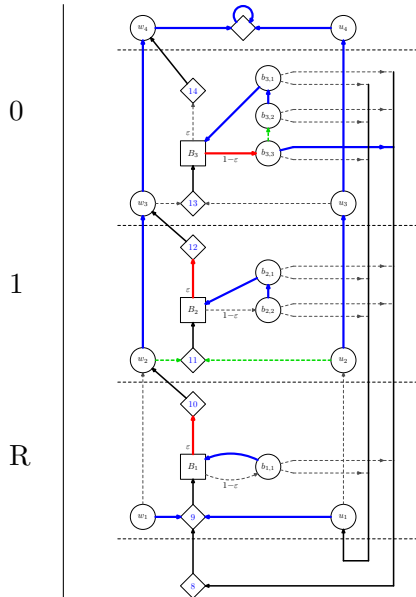 w₄ u₄
b₃,₁
14
0
b₃,₂
ε
B₃ b₃,₃
1−ε
w₃ 13 u₃
12
b₂,₁
1
ε
B₂ b₂,₂
1−ε
w₂ 11 u₂
10
R
ε
B₁ b₁,₁
1−ε
w₁ 9 u₁
8